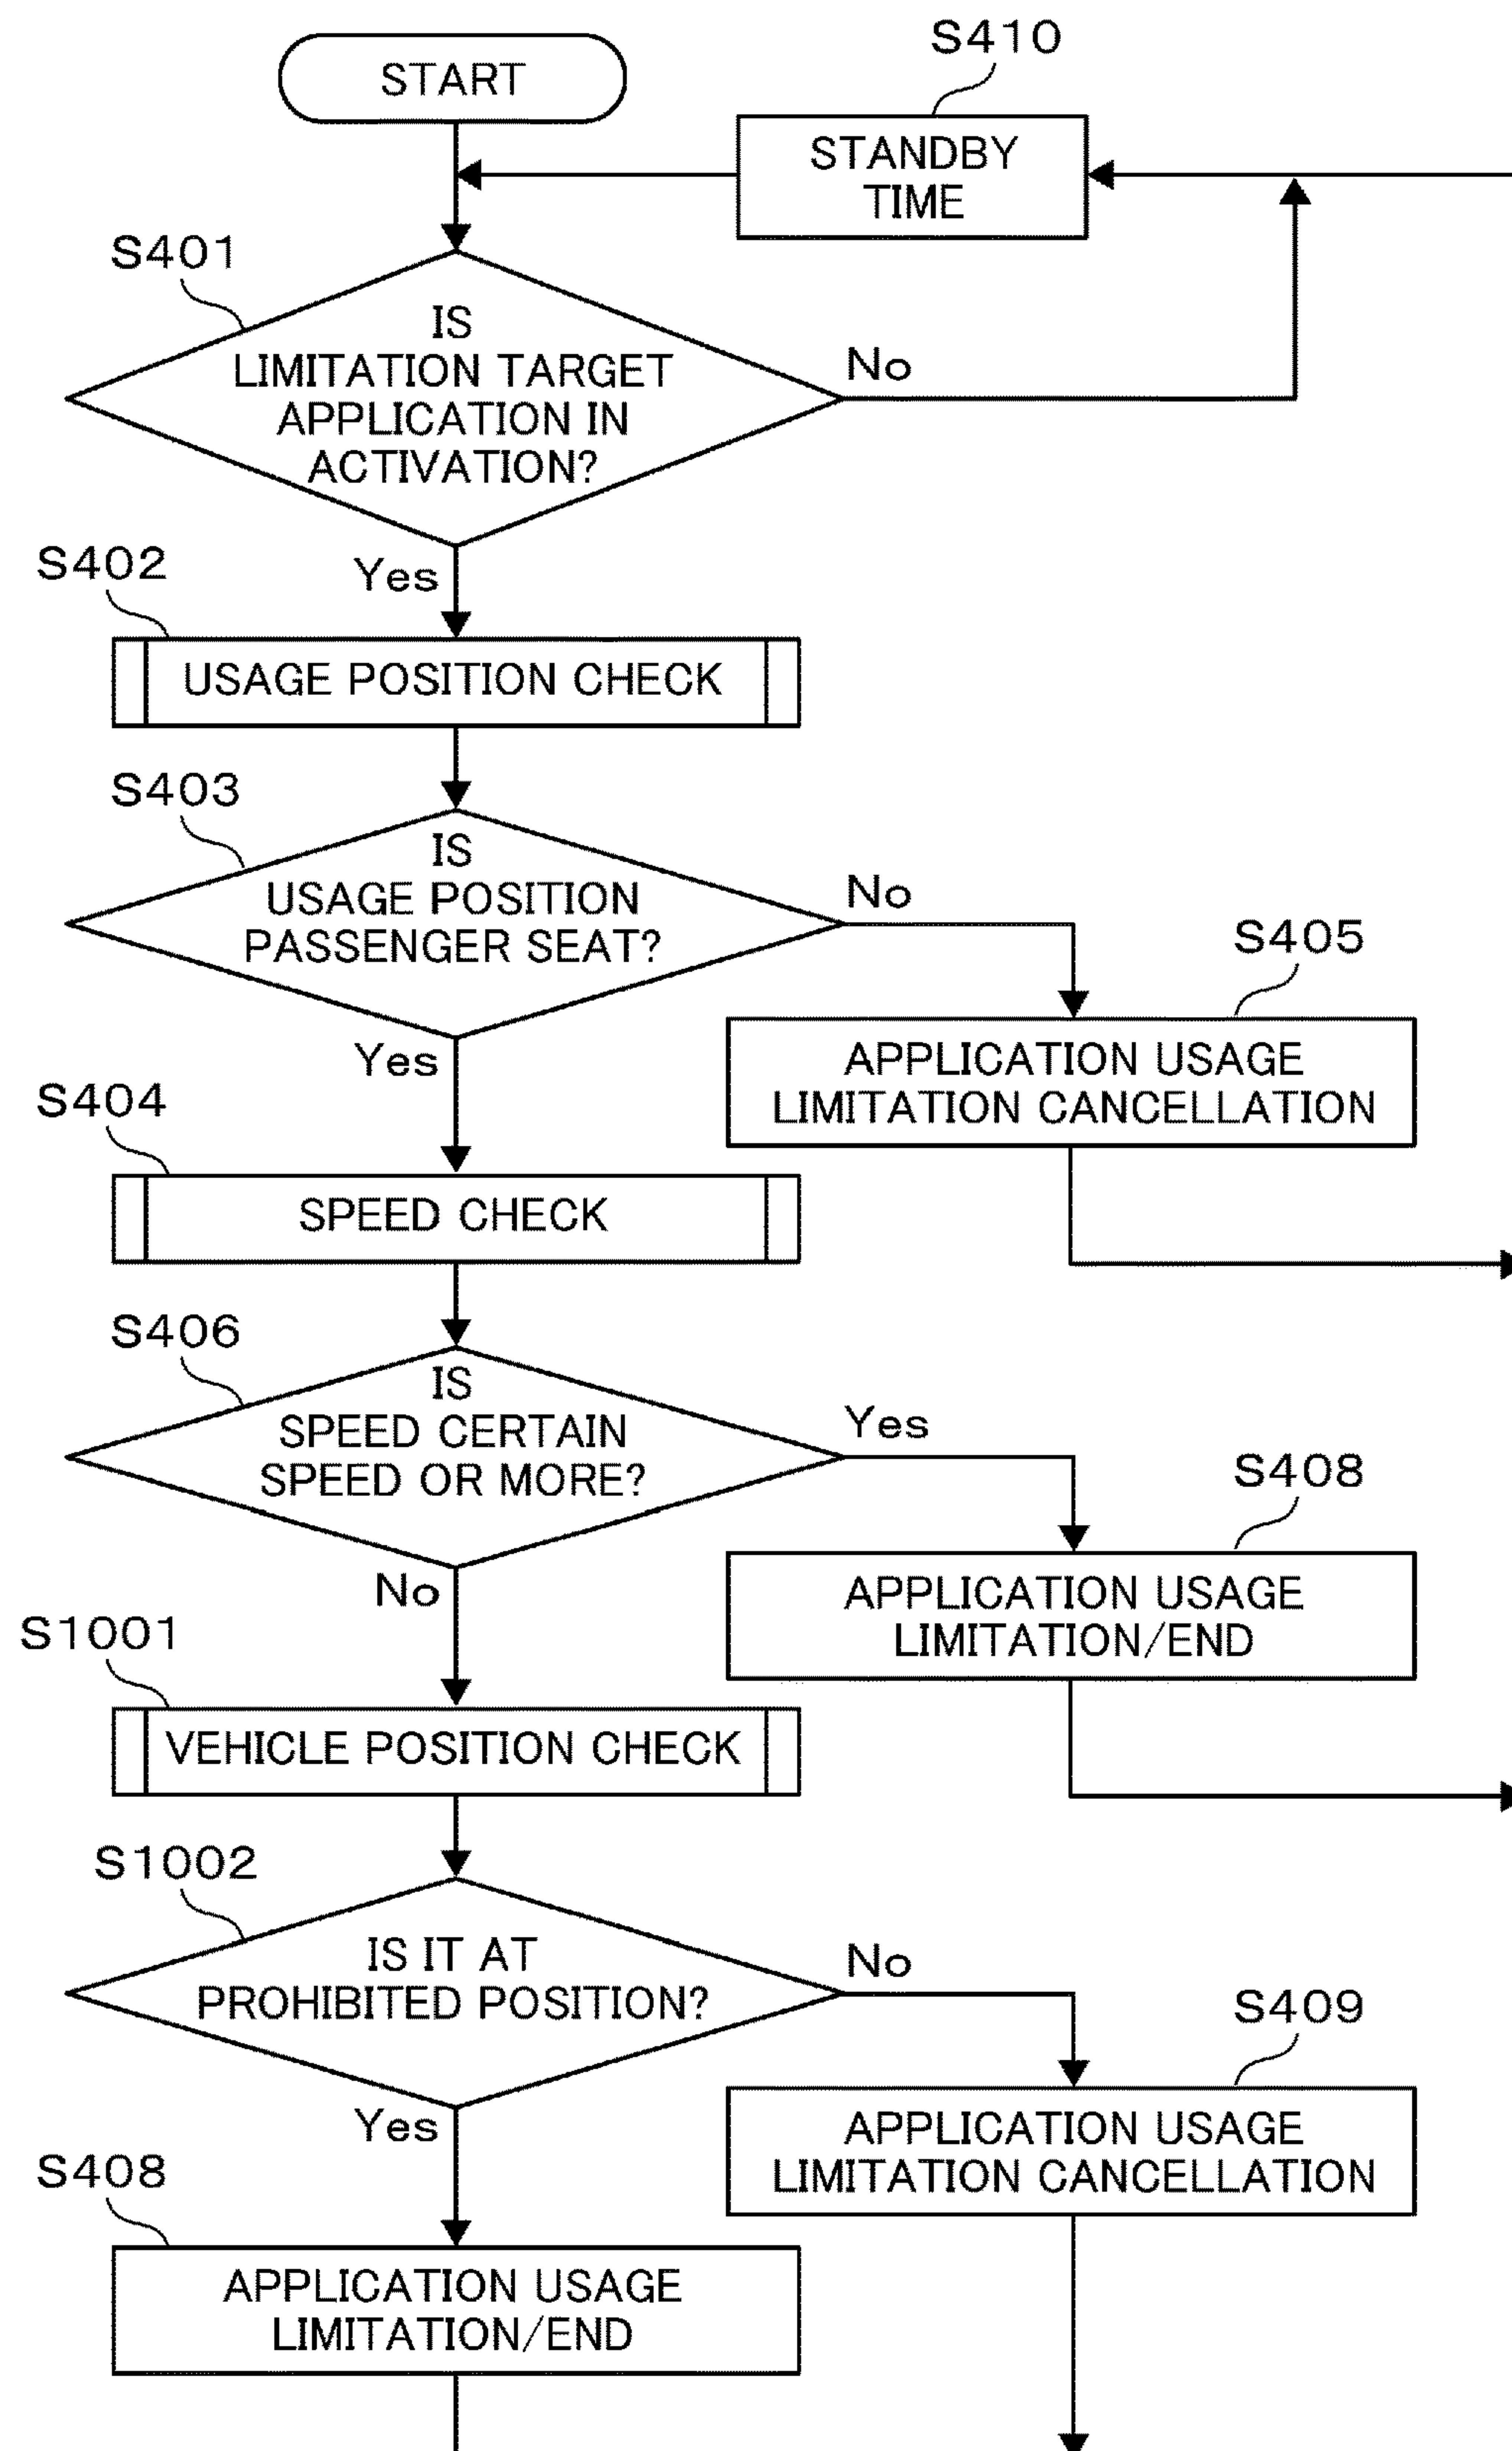 S410
START
STANDBY
TIME
S401
IS
LIMITATION TARGET
APPLICATION IN
ACTIVATION?
No
Yes
S402
USAGE POSITION CHECK
S403
IS
USAGE POSITION
PASSENGER SEAT?
No
Yes
S405
APPLICATION USAGE
LIMITATION CANCELLATION
S404
SPEED CHECK
S406
IS
SPEED CERTAIN
SPEED OR MORE?
Yes
No
S408
APPLICATION USAGE
LIMITATION/END
S1001
VEHICLE POSITION CHECK
S1002
IS IT AT
PROHIBITED POSITION?
No
Yes
S409
APPLICATION USAGE
LIMITATION CANCELLATION
S408
APPLICATION USAGE
LIMITATION/END